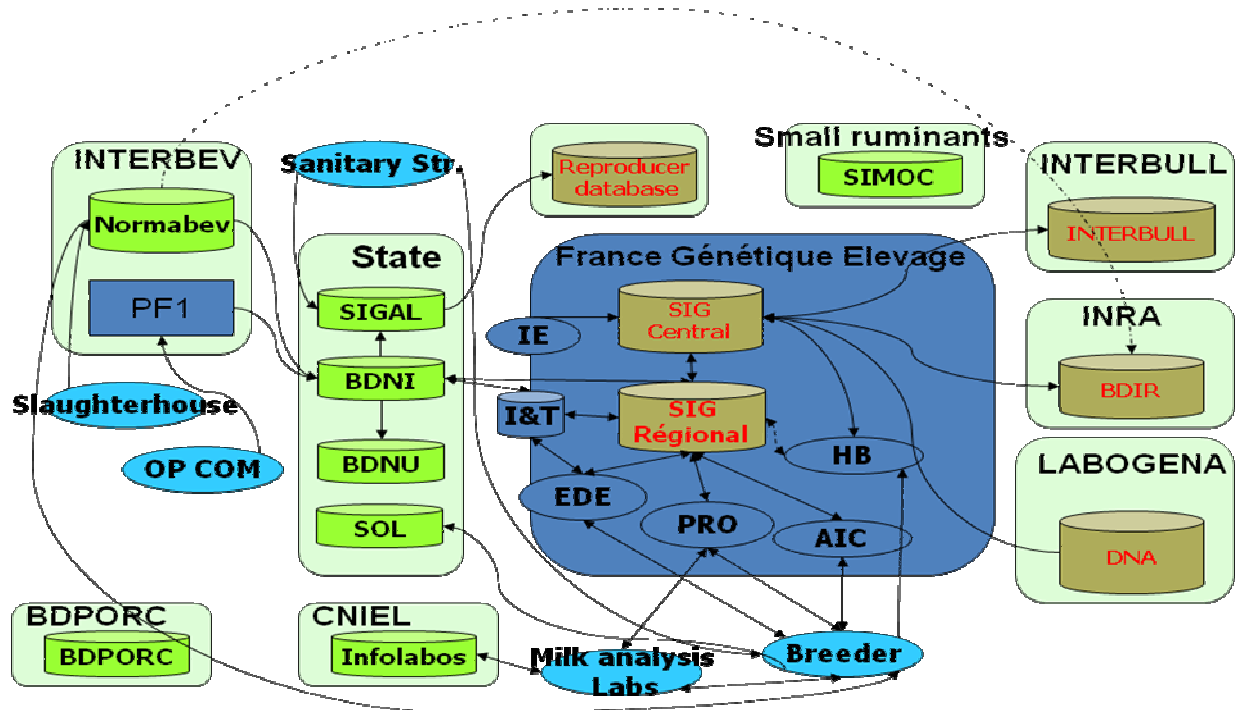 INTERBEV
Normabev
PF1
Slaughterhouse
OP COM
Sanitary Str.
State
SIGAL
BDNI
BDNU
SOL
Reproducer
database
Small ruminants
SIMOC
France Génétique Elevage
SIG
Central
IE
I&T
SIG
Régional
HB
EDE
PRO
AIC
INTERBULL
INTERBULL
INRA
BDIR
LABOGENA
DNA
BDPORC
BDPORC
CNIEL
Infolabos
Milk analysis
Labs
Breeder